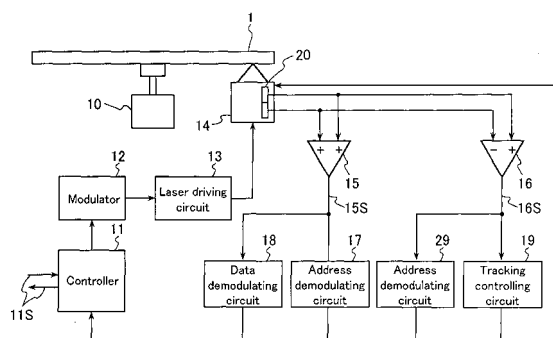 1
20
10
14
12
13
Modulator
Laser driving
circuit
+ +
15
− +
16
15S
16S
11
Controller
11S
18
17
29
19
Data
demodulating
circuit
Address
demodulating
circuit
Address
demodulating
circuit
Tracking
controlling
circuit